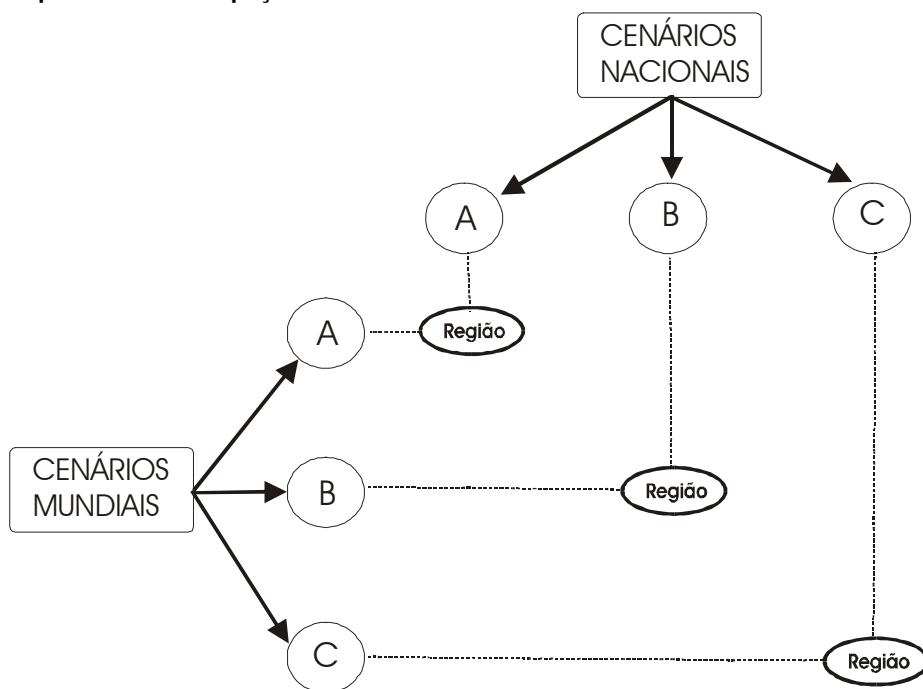 CENÁRIOS
NACIONAIS
A
B
C
A
Região
CENÁRIOS
MUNDIAIS
B
Região
C
Região